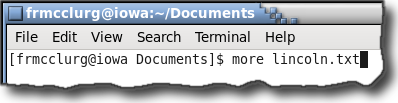 frmcclurg@iowa:~/Documents
File Edit View Search Terminal Help
[frmcclurg@iowa Documents]$ more lincoln.txt